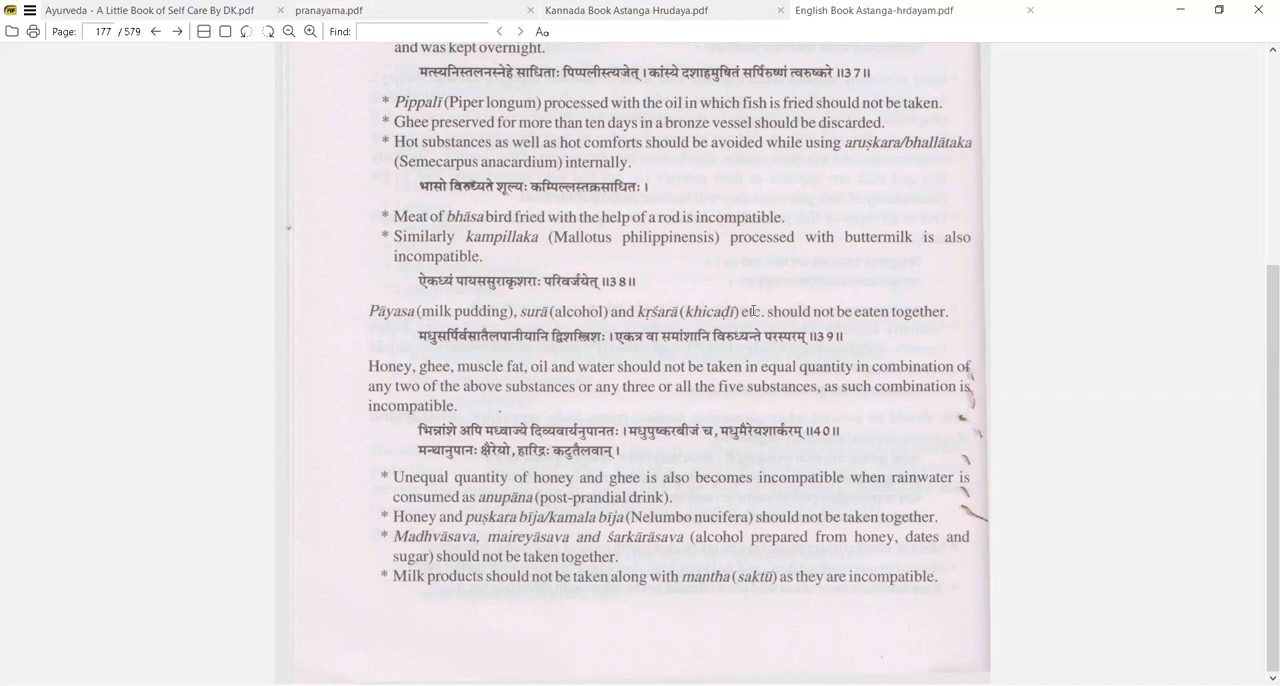 Ayurveda - A Little Book of Self Care By DK.pdf
pranayama.pdf
Kannada Book Astanga Hrudaya.pdf
English Book Astanga-hrdayam.pdf
Page: 177 / 579
Find:
and was kept overnight.
मत्स्यनिस्तलनस्नेहे साधिताः पिप्पलीस्त्यजेत् । कांस्ये दशाहमुषितं सर्पिरुष्णं त्वरुष्करे ॥37॥
* Pippalī (Piper longum) processed with the oil in which fish is fried should not be taken.
* Ghee preserved for more than ten days in a bronze vessel should be discarded.
* Hot substances as well as hot comforts should be avoided while using aruṣkara/bhallātaka
(Semecarpus anacardium) internally.
भासो विरुध्यते शूल्यः कम्पिल्लस्तक्रसाधितः ।
* Meat of bhāsa bird fried with the help of a rod is incompatible.
* Similarly kampillaka (Mallotus philippinensis) processed with buttermilk is also
incompatible.
ऐकध्यं पायससुराकृशराः परिवर्जयेत् ॥38॥
Pāyasa (milk pudding), surā (alcohol) and kṛśarā (khicaḍī) etc. should not be eaten together.
मधुसर्पिर्वसातैलपानीयानि द्विशस्त्रिशः । एकत्र वा समांशानि विरुध्यन्ते परस्परम् ॥39॥
Honey, ghee, muscle fat, oil and water should not be taken in equal quantity in combination of
any two of the above substances or any three or all the five substances, as such combination is
incompatible.
भिन्नांशे अपि मध्वाज्ये दिव्यवार्यनुपानतः । मधुपुष्करबीजं च, मधुमैरेयशार्करम् ॥40॥
मन्थानुपानः क्षैरेयो, हारिद्रः कटुतैलवान् ।
* Unequal quantity of honey and ghee is also becomes incompatible when rainwater is
consumed as anupāna (post-prandial drink).
* Honey and puṣkara bīja/kamala bīja (Nelumbo nucifera) should not be taken together.
* Madhvāsava, maireyāsava and śarkārāsava (alcohol prepared from honey, dates and
sugar) should not be taken together.
* Milk products should not be taken along with mantha (saktū) as they are incompatible.